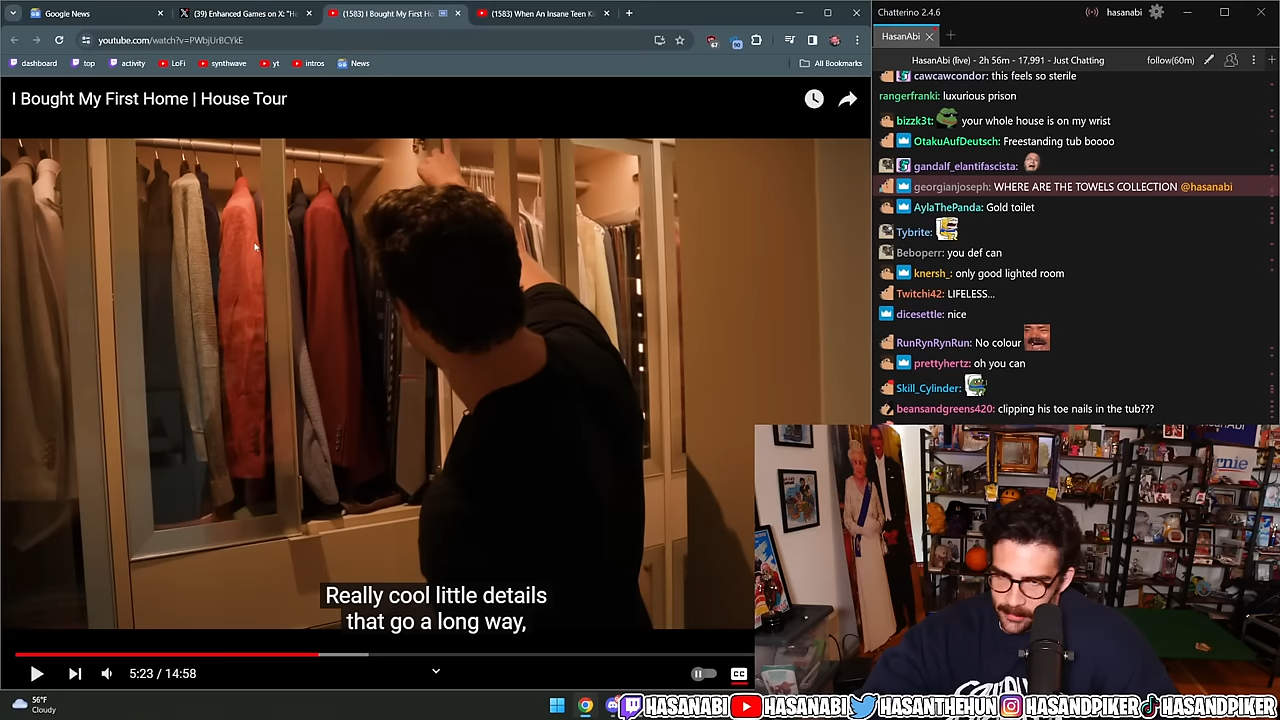 Google News
(39) Enhanced Games on X: "He
(1583) I Bought My First Ho
(1583) When An Insane Teen K
youtube.com/watch?v=PWbjUrBCYkE
dashboard
top
activity
LoFi
synthwave
yt
intros
News
All Bookmarks
I Bought My First Home | House Tour
Really cool little details
that go a long way,
5:23 / 14:58
CC
56°F
Cloudy
Chatterino 2.4.6
hasanabi
HasanAbi
HasanAbi (live) - 2h 56m - 17,991 - Just Chatting
follow(60m)
cawcawcondor: this feels so sterile
rangerfranki: luxurious prison
bizzk3t: your whole house is on my wrist
OtakuAufDeutsch: Freestanding tub boooo
gandalf_elantifascista:
georgianjoseph: WHERE ARE THE TOWELS COLLECTION @hasanabi
AylaThePanda: Gold toilet
Tybrite:
Beboperr: you def can
knersh_: only good lighted room
Twitchi42: LIFELESS...
dicesettle: nice
RunRynRynRun: No colour
prettyhertz: oh you can
Skill_Cylinder:
beansandgreens420: clipping his toe nails in the tub???
HASANABI
HASANABI
HASANTHEHUN
HASANDPIKER
HASANDPIKER